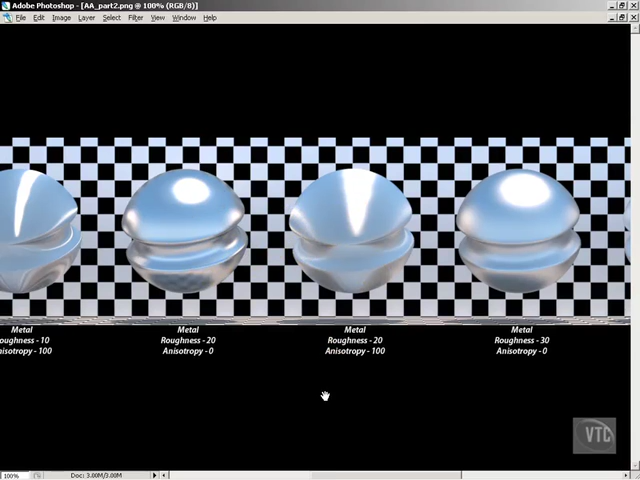 Adobe Photoshop - [AA_part2.png @ 100% (RGB/8)]
File Edit Image Layer Select Filter View Window Help
Metal
Roughness - 10
Anisotropy - 100
Metal
Roughness - 20
Anisotropy - 0
Metal
Roughness - 20
Anisotropy - 100
Metal
Roughness - 30
Anisotropy - 0
VTC
100% Doc: 3.00M/3.00M